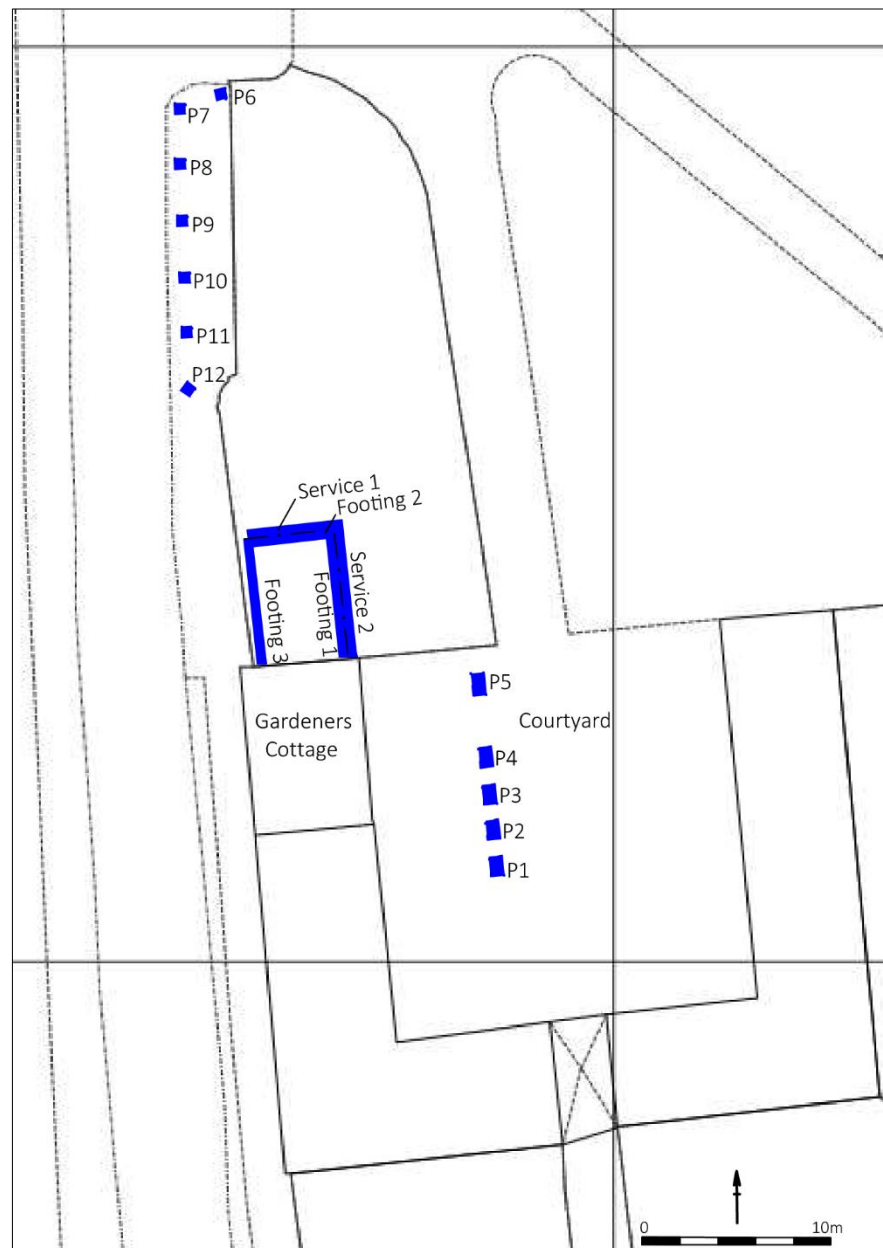 P6
P7
P8
P9
P10
P11
P12
Service 1
Footing 2
Service 2
Footing 1
Footing 3
P5
Gardeners
Cottage
Courtyard
P4
P3
P2
P1
0
10m